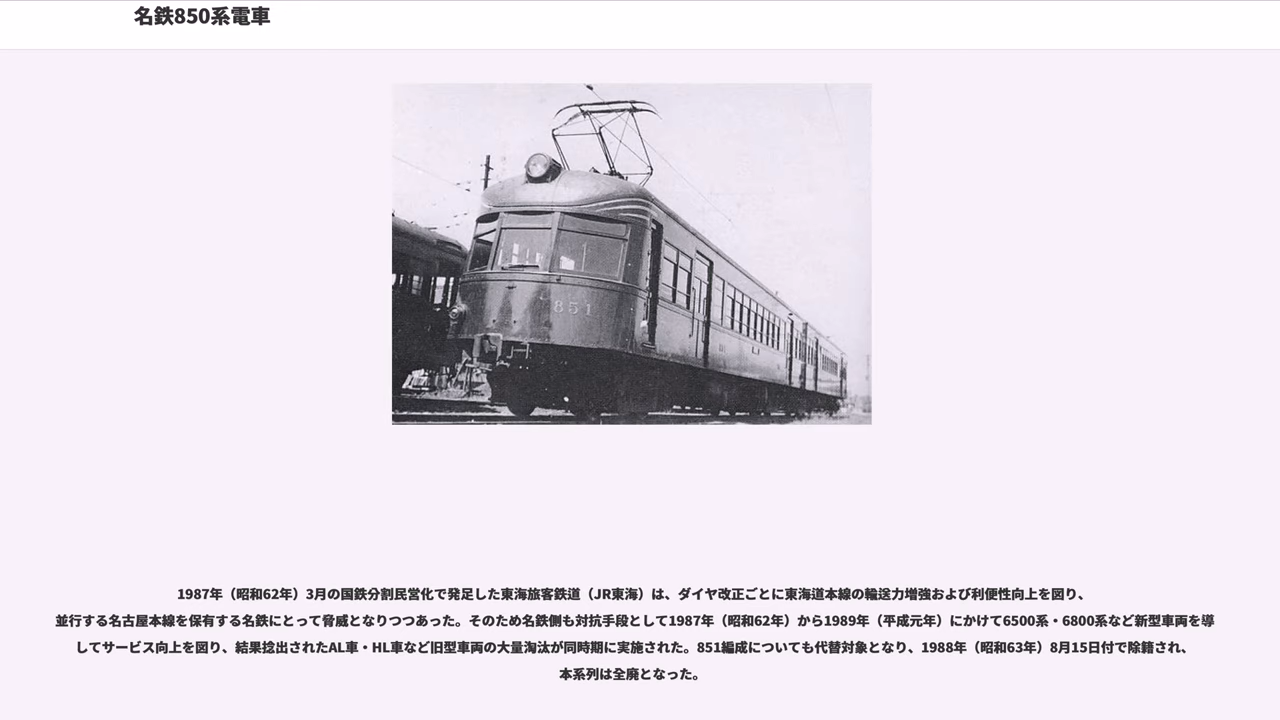 名鉄850系電車
851
1987年（昭和62年）3月の国鉄分割民営化で発足した東海旅客鉄道（JR東海）は、ダイヤ改正ごとに東海道本線の輸送力増強および利便性向上を図り、
並行する名古屋本線を保有する名鉄にとって脅威となりつつあった。そのため名鉄側も対抗手段として1987年（昭和62年）から1989年（平成元年）にかけて6500系・6800系など新型車両を導
してサービス向上を図り、結果捻出されたAL車・HL車など旧型車両の大量淘汰が同時期に実施された。851編成についても代替対象となり、1988年（昭和63年）8月15日付で除籍され、
本系列は全廃となった。